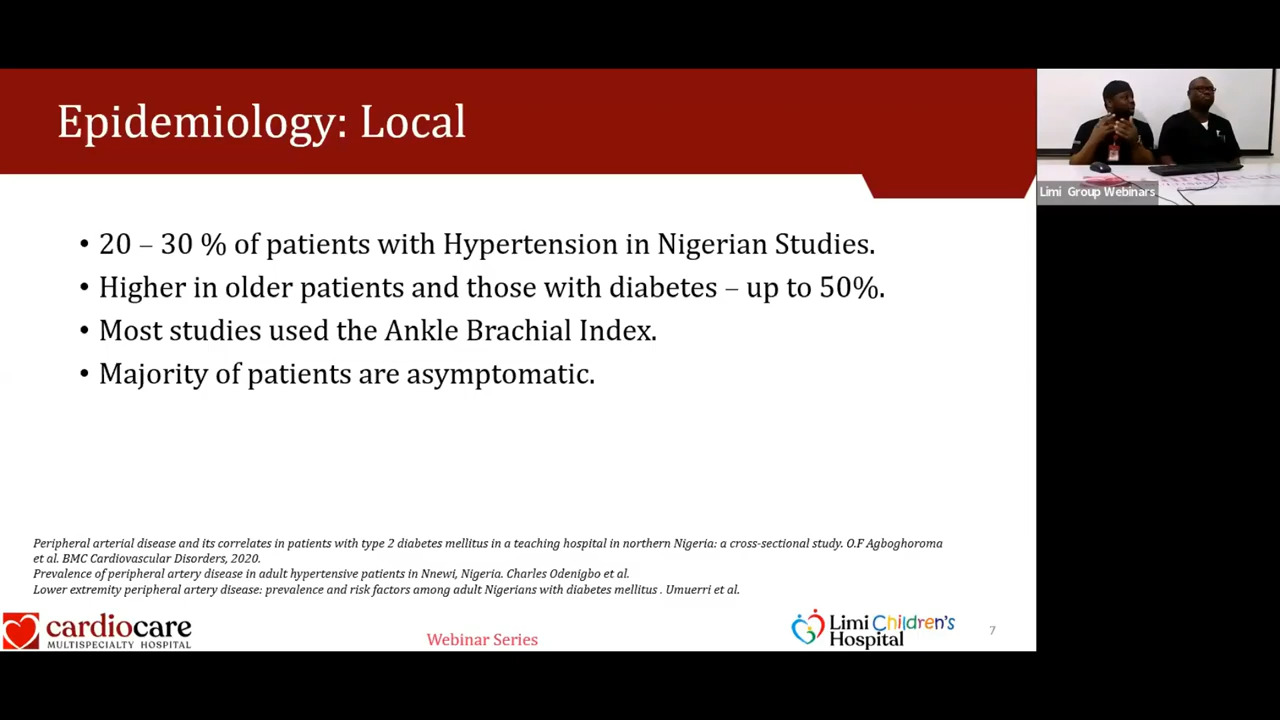 Epidemiology: Local
• 20 – 30 % of patients with Hypertension in Nigerian Studies.
• Higher in older patients and those with diabetes – up to 50%.
• Most studies used the Ankle Brachial Index.
• Majority of patients are asymptomatic.
Peripheral arterial disease and its correlates in patients with type 2 diabetes mellitus in a teaching hospital in northern Nigeria: a cross-sectional study. O.F Agboghoroma
et al. BMC Cardiovascular Disorders, 2020.
Prevalence of peripheral artery disease in adult hypertensive patients in Nnewi, Nigeria. Charles Odenigbo et al.
Lower extremity peripheral artery disease: prevalence and risk factors among adult Nigerians with diabetes mellitus . Umuerri et al.
cardiocare
MULTISPECIALTY HOSPITAL
Webinar Series
Limi Children's
Hospital
7
Limi Group Webinars